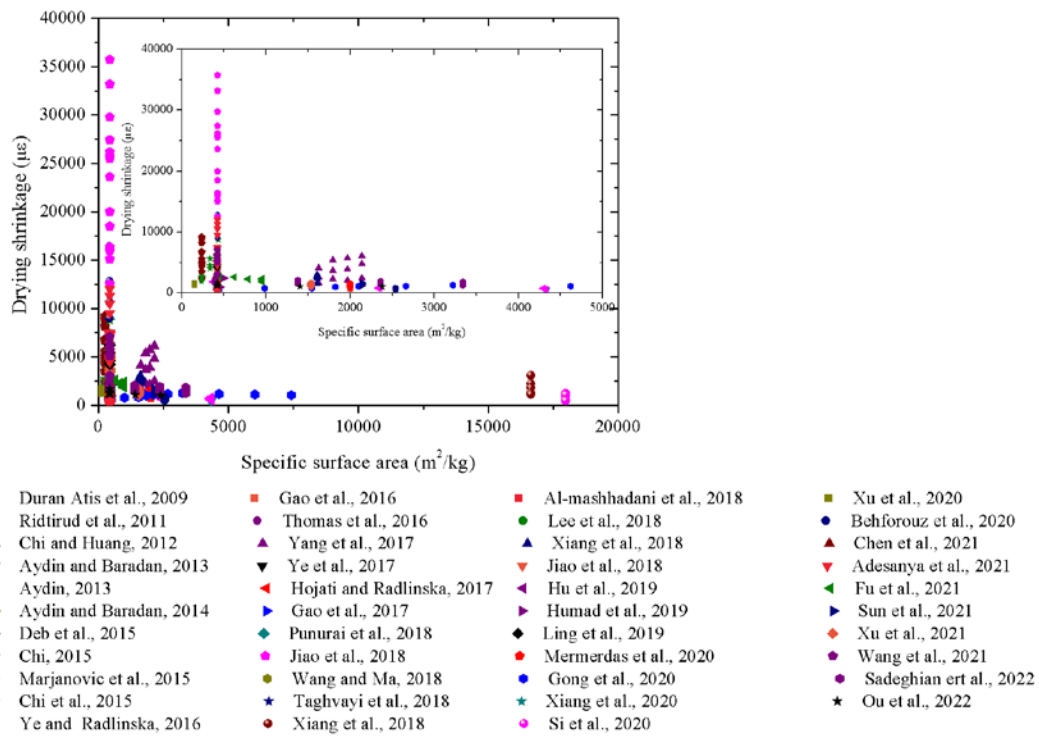 40000
35000
30000
25000
20000
15000
10000
5000
0
Drying shrinkage (με)
0 5000 10000 15000 20000
Specific surface area (m²/kg)
40000
30000
20000
10000
0
Drying shrinkage (με)
0 1000 2000 3000 4000 5000
Specific surface area (m²/kg)
Duran Atis et al., 2009
Ridtirud et al., 2011
Chi and Huang, 2012
Aydin and Baradan, 2013
Aydin, 2013
Aydin and Baradan, 2014
Deb et al., 2015
Chi, 2015
Marjanovic et al., 2015
Chi et al., 2015
Ye and Radlinska, 2016
Gao et al., 2016
Thomas et al., 2016
Yang et al., 2017
Ye et al., 2017
Hojati and Radlinska, 2017
Gao et al., 2017
Punurai et al., 2018
Jiao et al., 2018
Wang and Ma, 2018
Taghvayi et al., 2018
Xiang et al., 2018
Al-mashhadani et al., 2018
Lee et al., 2018
Xiang et al., 2018
Jiao et al., 2018
Hu et al., 2019
Humad et al., 2019
Ling et al., 2019
Mermerdas et al., 2020
Gong et al., 2020
Xiang et al., 2020
Si et al., 2020
Xu et al., 2020
Behforouz et al., 2020
Chen et al., 2021
Adesanya et al., 2021
Fu et al., 2021
Sun et al., 2021
Xu et al., 2021
Wang et al., 2021
Sadeghian ert al., 2022
Ou et al., 2022